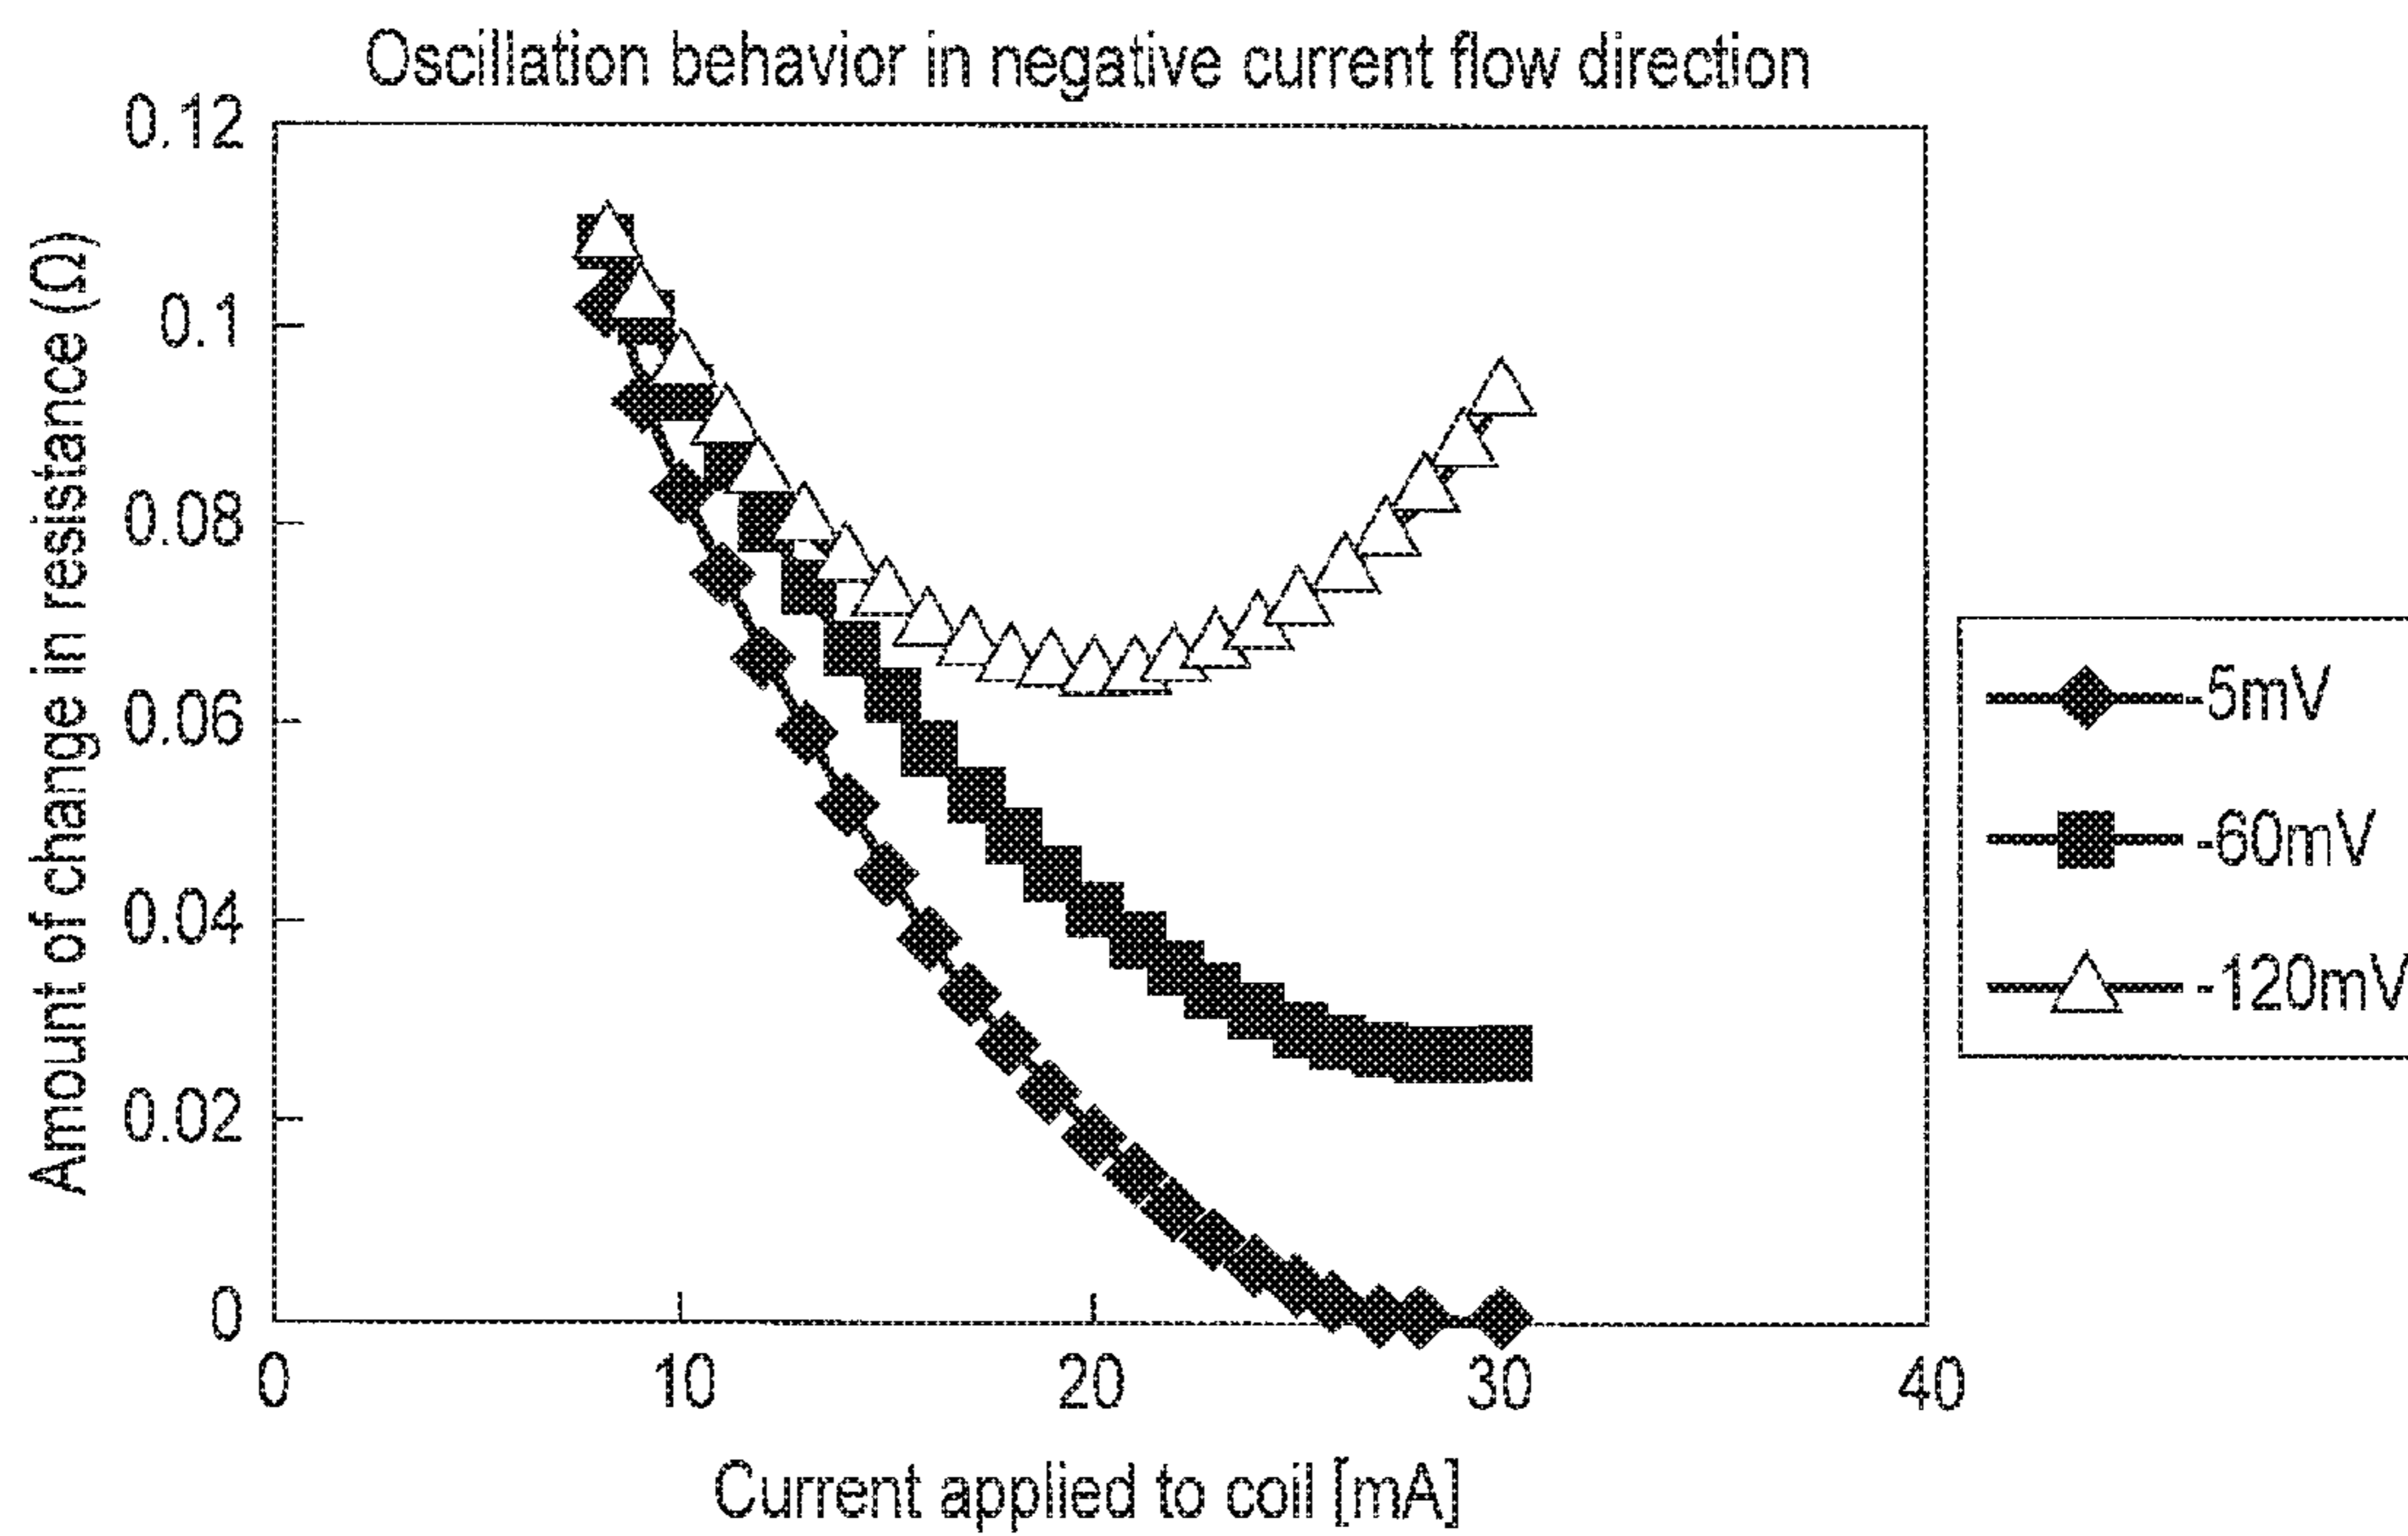 Oscillation behavior in negative current flow direction
Amount of change in resistance (Ω)
0.12
0.1
0.08
0.06
0.04
0.02
0
0
10
20
30
40
Current applied to coil [mA]
-5mV
-60mV
-120mV